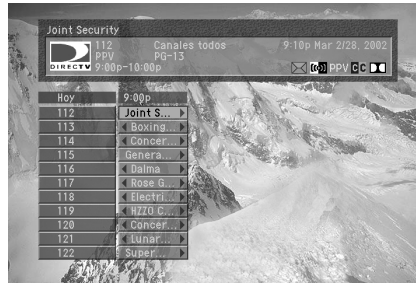 Joint Security
112 Canales todos 9:10p Mar 2/28, 2002
PPV PG-13
DIRECTV 9:00p-10:00p PPV CC
Hoy 9:00p
112 Joint S...
113 Boxing...
114 Concer...
115 Genera...
116 Dalma
117 Rose G...
118 Electri...
119 HZZO C...
120 Concer...
121 Lunar...
122 Super...